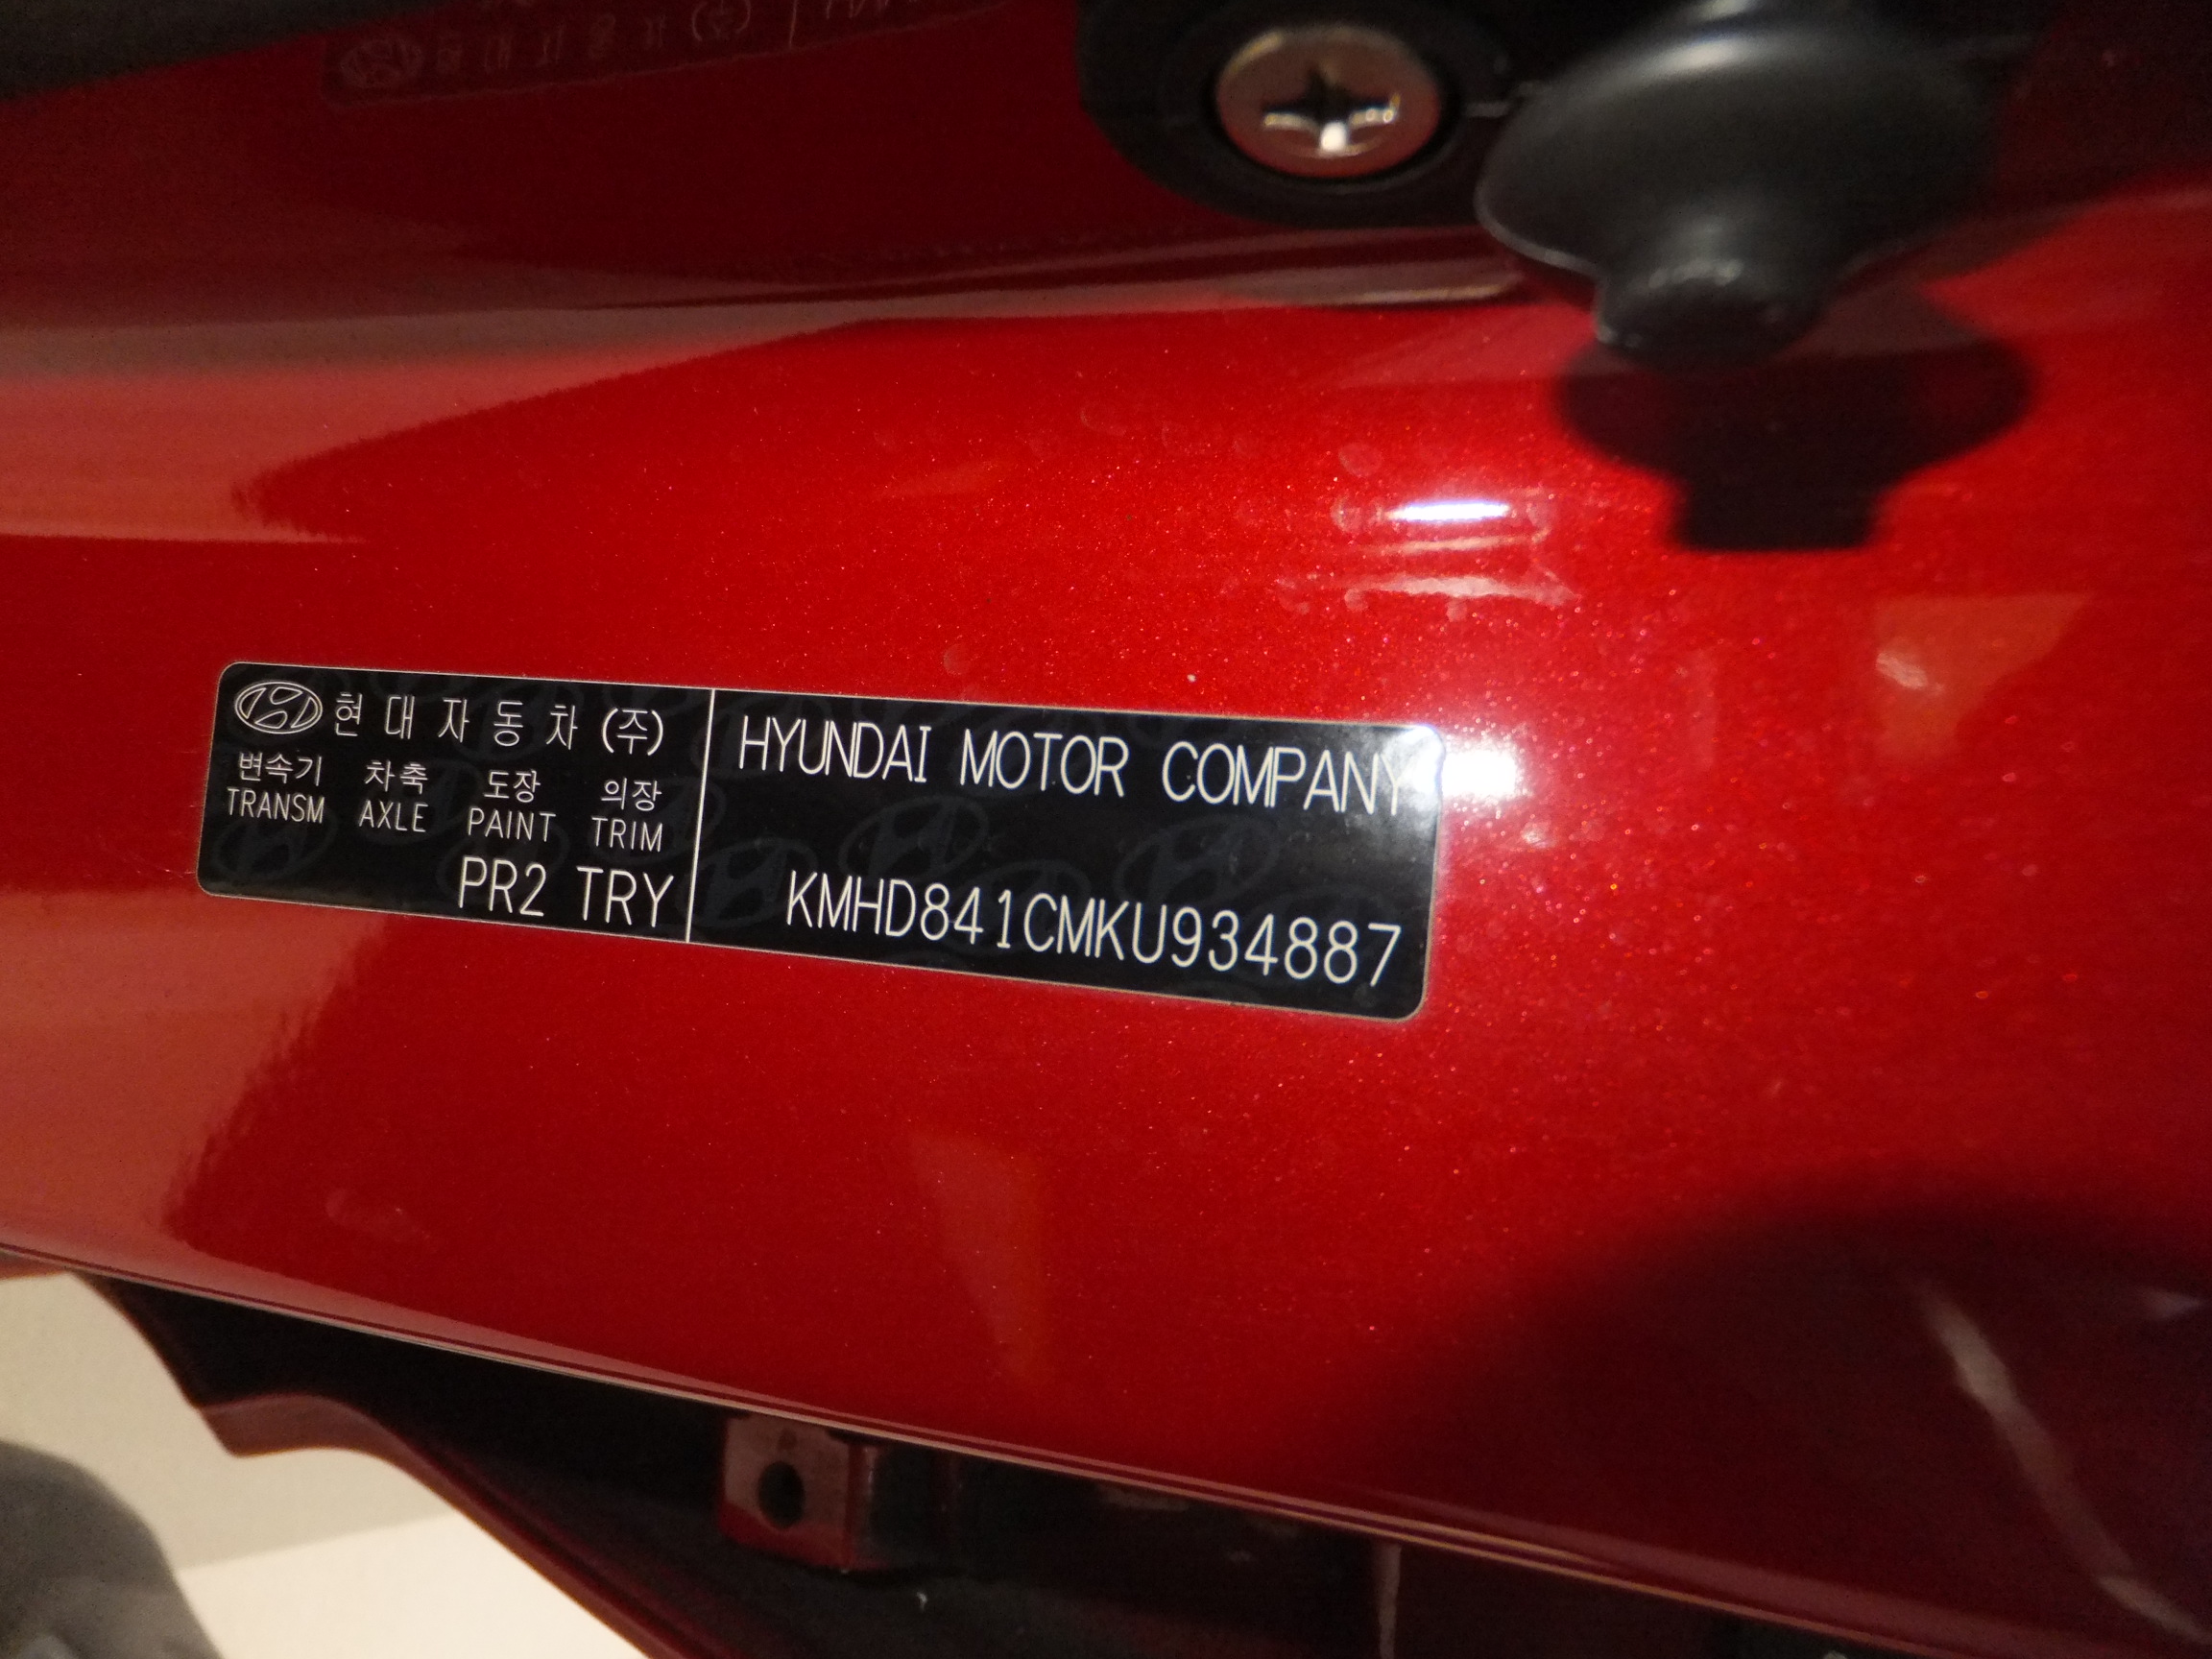 현대자동차(주)
변속기 차축 도장 의장
TRANSM AXLE PAINT TRIM
PR2 TRY
HYUNDAI MOTOR COMPANY
KMHD841CMKU934887